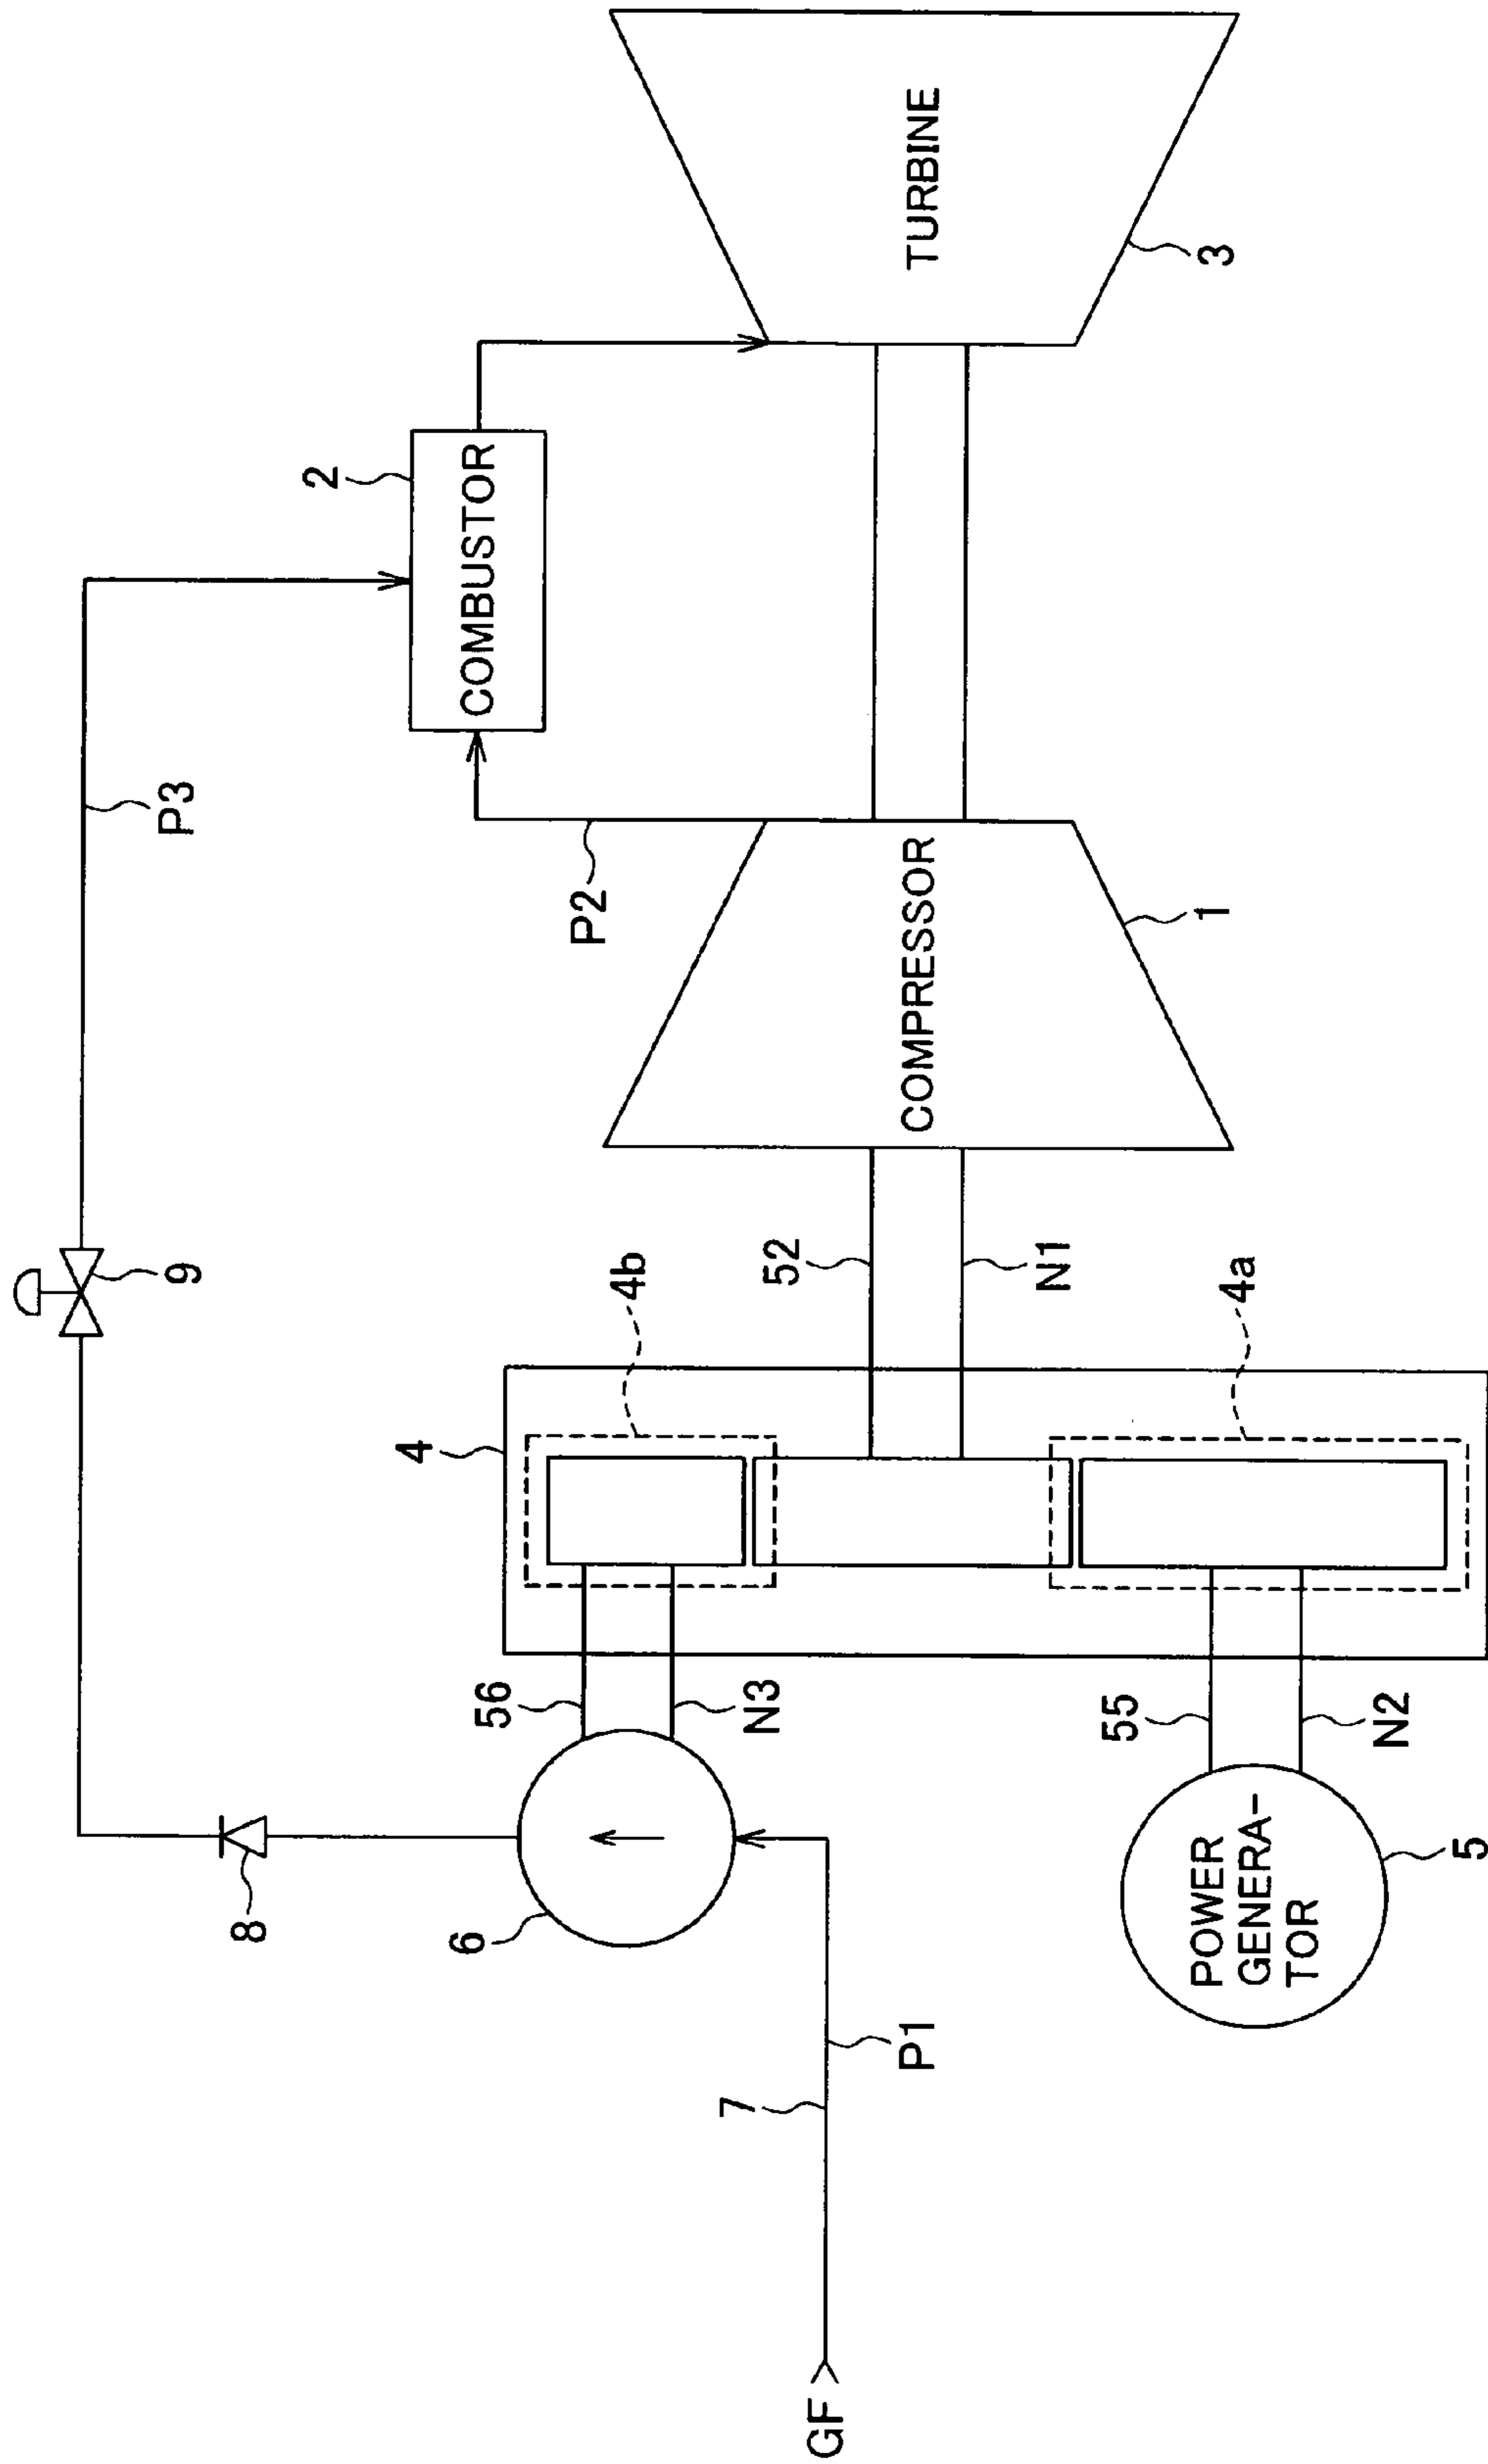 9
P3
8
2
4
6
56
COMBUSTOR
4b
P2
7
N3
52
GF
P1
COMPRESSOR
TURBINE
N1
55
4a
1
3
POWER
GENERA-
TOR
N2
5